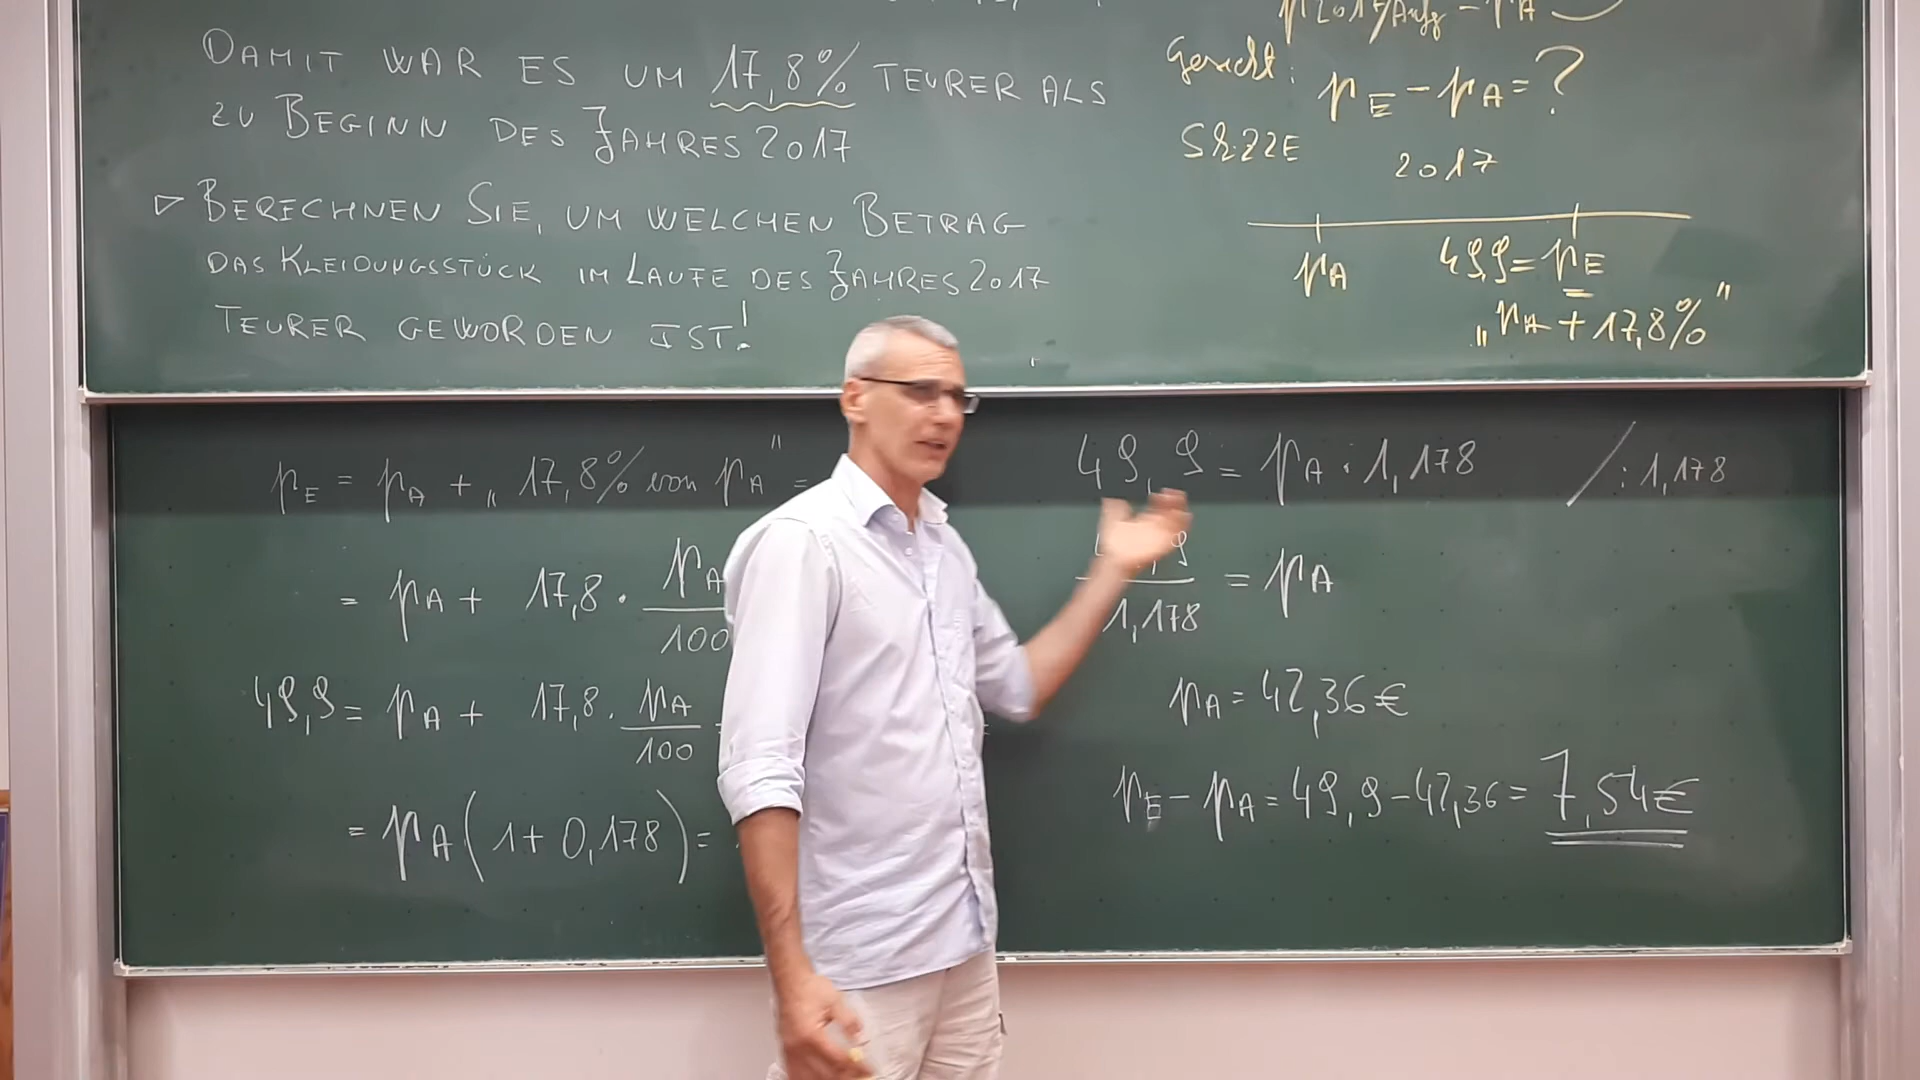 DAMIT WAR ES UM 17,8% TEURER ALS
ZU BEGINN DES JAHRES 2017
▷ BERECHNEN SIE, UM WELCHEN BETRAG
DAS KLEIDUNGSSTÜCK IM LAUFE DES JAHRES 2017
TEURER GEWORDEN IST!
Gesucht:
p_E - p_A = ?
SKIZZE
2017
p_A
49,9 = p_E
„p_A + 17,8%"
p_E = p_A + „17,8% von p_A" =
= p_A + 17,8 · p_A/100
49,9 = p_A + 17,8 · p_A/100
= p_A (1 + 0,178) =
49,9 = p_A · 1,178 / : 1,178
/1,178 = p_A
p_A = 42,36 €
p_E - p_A = 49,9 - 42,36 = 7,54 €